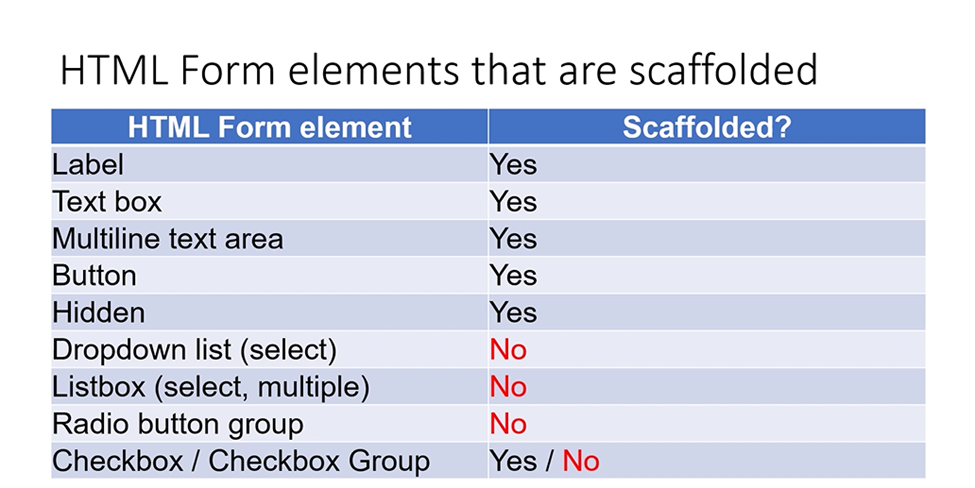 HTML Form elements that are scaffolded
HTML Form element Scaffolded?
Label Yes
Text box Yes
Multiline text area Yes
Button Yes
Hidden Yes
Dropdown list (select) No
Listbox (select, multiple) No
Radio button group No
Checkbox / Checkbox Group Yes / No